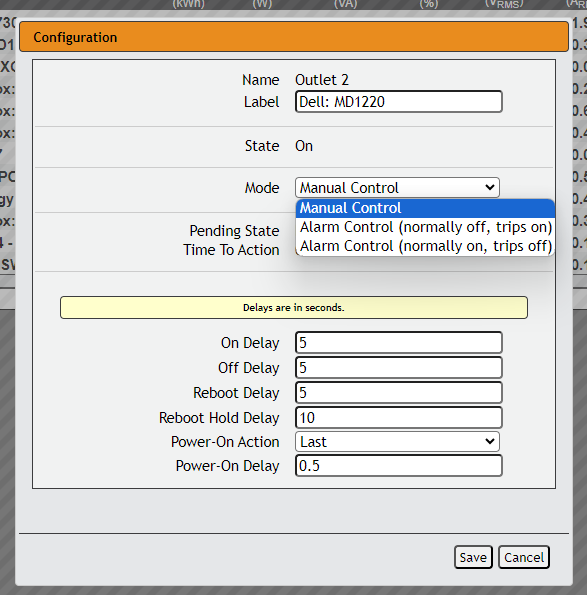 (kWh) (W) (VA) (%) (VRMS)
Configuration
Name Outlet 2
Label Dell: MD1220
State On
Mode Manual Control
Manual Control
Alarm Control (normally off, trips on)
Alarm Control (normally on, trips off)
Pending State
Time To Action
Delays are in seconds.
On Delay 5
Off Delay 5
Reboot Delay 5
Reboot Hold Delay 10
Power-On Action Last
Power-On Delay 0.5
Save Cancel